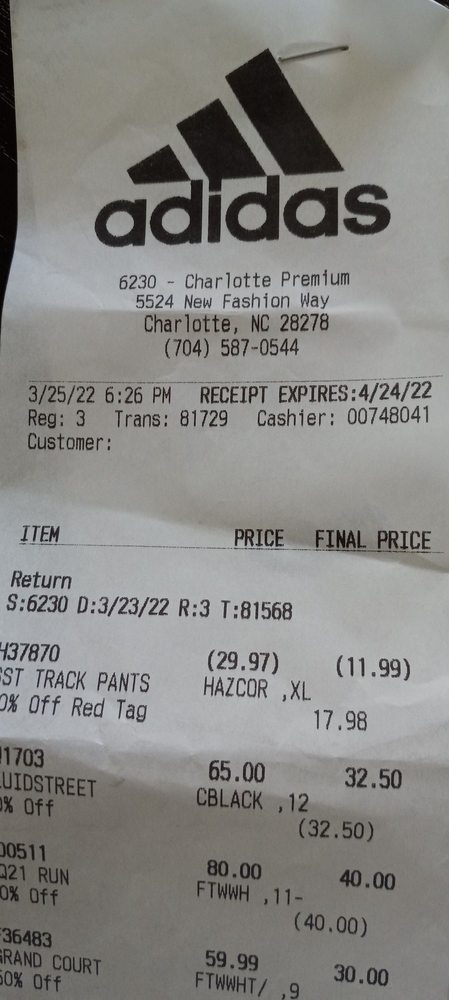 adidas
6230 - Charlotte Premium
5524 New Fashion Way
Charlotte, NC 28278
(704) 587-0544
3/25/22 6:26 PM RECEIPT EXPIRES:4/24/22
Reg: 3 Trans: 81729 Cashier: 00748041
Customer:
ITEM PRICE FINAL PRICE
Return
S:6230 D:3/23/22 R:3 T:81568
H37870 (29.97) (11.99)
SST TRACK PANTS HAZCOR ,XL
0% Off Red Tag 17.98
1703 65.00 32.50
LUIDSTREET CBLACK ,12
0% Off (32.50)
00511 80.00 40.00
Q21 RUN FTWWH ,11-
0% Off (40.00)
36483 59.99 30.00
GRAND COURT FTWWHT/ ,9
50% Off